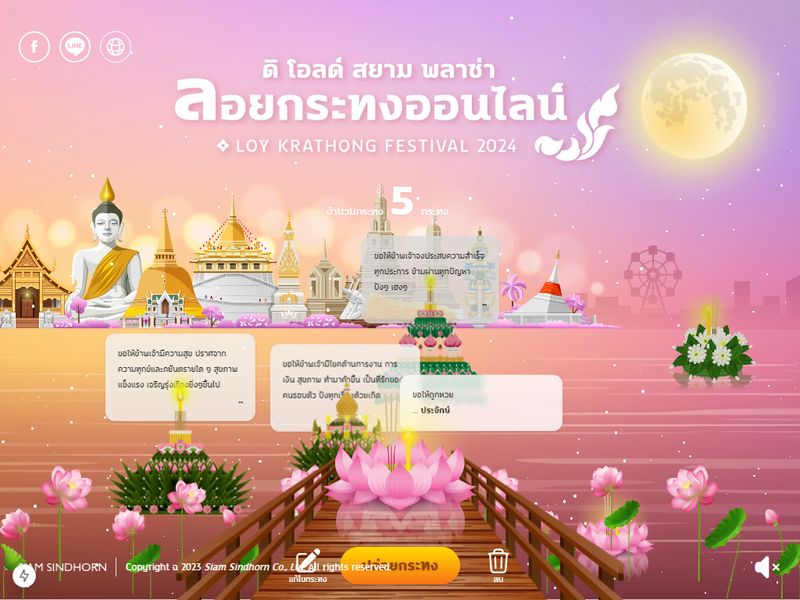 ดิ โอลด์ สยาม พลาซ่า
ลอยกระทงออนไลน์
LOY KRATHONG FESTIVAL 2024
จำนวนกระทง 5 กระทง
ขอให้ข้าพเจ้าจงประสบความสำเร็จ
ทุกประการ ข้ามผ่านทุกปัญหา
ปังๆ เฮงๆ
ขอให้ข้าพเจ้ามีความสุข ปราศจาก
ความทุกข์และภยันตรายใด ๆ สุขภาพ
แข็งแรง เจริญรุ่งเรืองยิ่งๆขึ้นไป
ขอให้ข้าพเจ้ามีโชคด้านการงาน การ
เงิน สุขภาพ ทำมาค้าขึ้น เป็นที่รักของ
คนรอบตัว ปังทุกเรื่องด้วยเถิด
ขอให้ถูกหวย
... ประจักษ์
SINDHORN
Copyright © 2023 Siam Sindhorn Co., All rights reserved.
แก้ไขกระทง
กระทง
ลบ